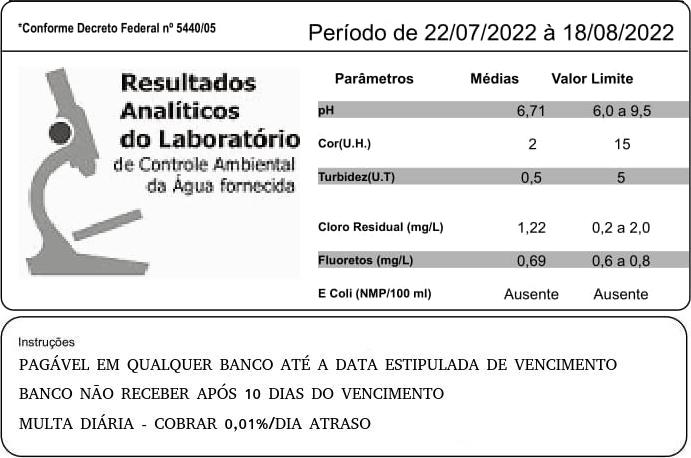 *Conforme Decreto Federal nº 5440/05
Período de 22/07/2022 à 18/08/2022
Resultados
Analíticos
do Laboratório
de Controle Ambiental
da Água fornecida
Parâmetros Médias Valor Limite
pH 6,71 6,0 a 9,5
Cor(U.H.) 2 15
Turbidez(U.T) 0,5 5
Cloro Residual (mg/L) 1,22 0,2 a 2,0
Fluoretos (mg/L) 0,69 0,6 a 0,8
E Coli (NMP/100 ml) Ausente Ausente
Instruções
PAGÁVEL EM QUALQUER BANCO ATÉ A DATA ESTIPULADA DE VENCIMENTO
BANCO NÃO RECEBER APÓS 10 DIAS DO VENCIMENTO
MULTA DIÁRIA - COBRAR 0,01%/DIA ATRASO